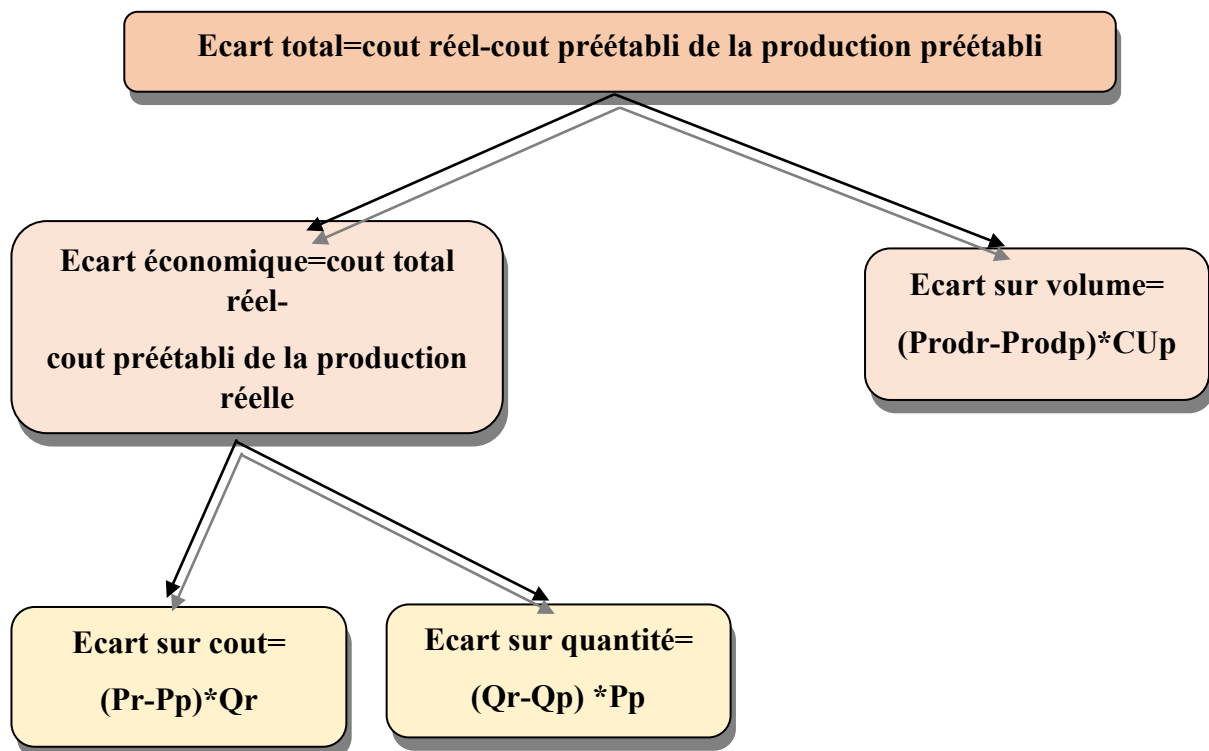 Ecart total=cout réel-cout préétabli de la production préétabli
Ecart économique=cout total
réel-
cout préétabli de la production
réelle
Ecart sur volume=
(Prodr-Prodp)*CUp
Ecart sur cout=
(Pr-Pp)*Qr
Ecart sur quantité=
(Qr-Qp) *Pp